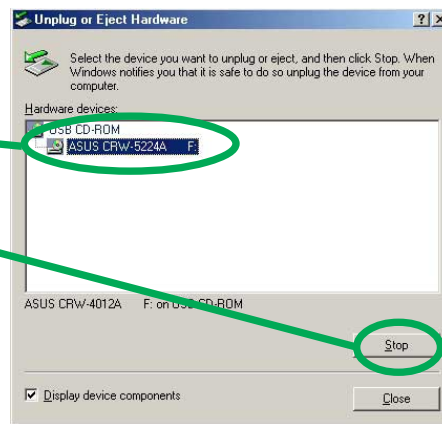 Unplug or Eject Hardware
Select the device you want to unplug or eject, and then click Stop. When
Windows notifies you that it is safe to do so unplug the device from your
computer.
Hardware devices:
USB CD-ROM
ASUS CRW-5224A F:
ASUS CRW-4012A F: on USB CD-ROM
Stop
Display device components
Close